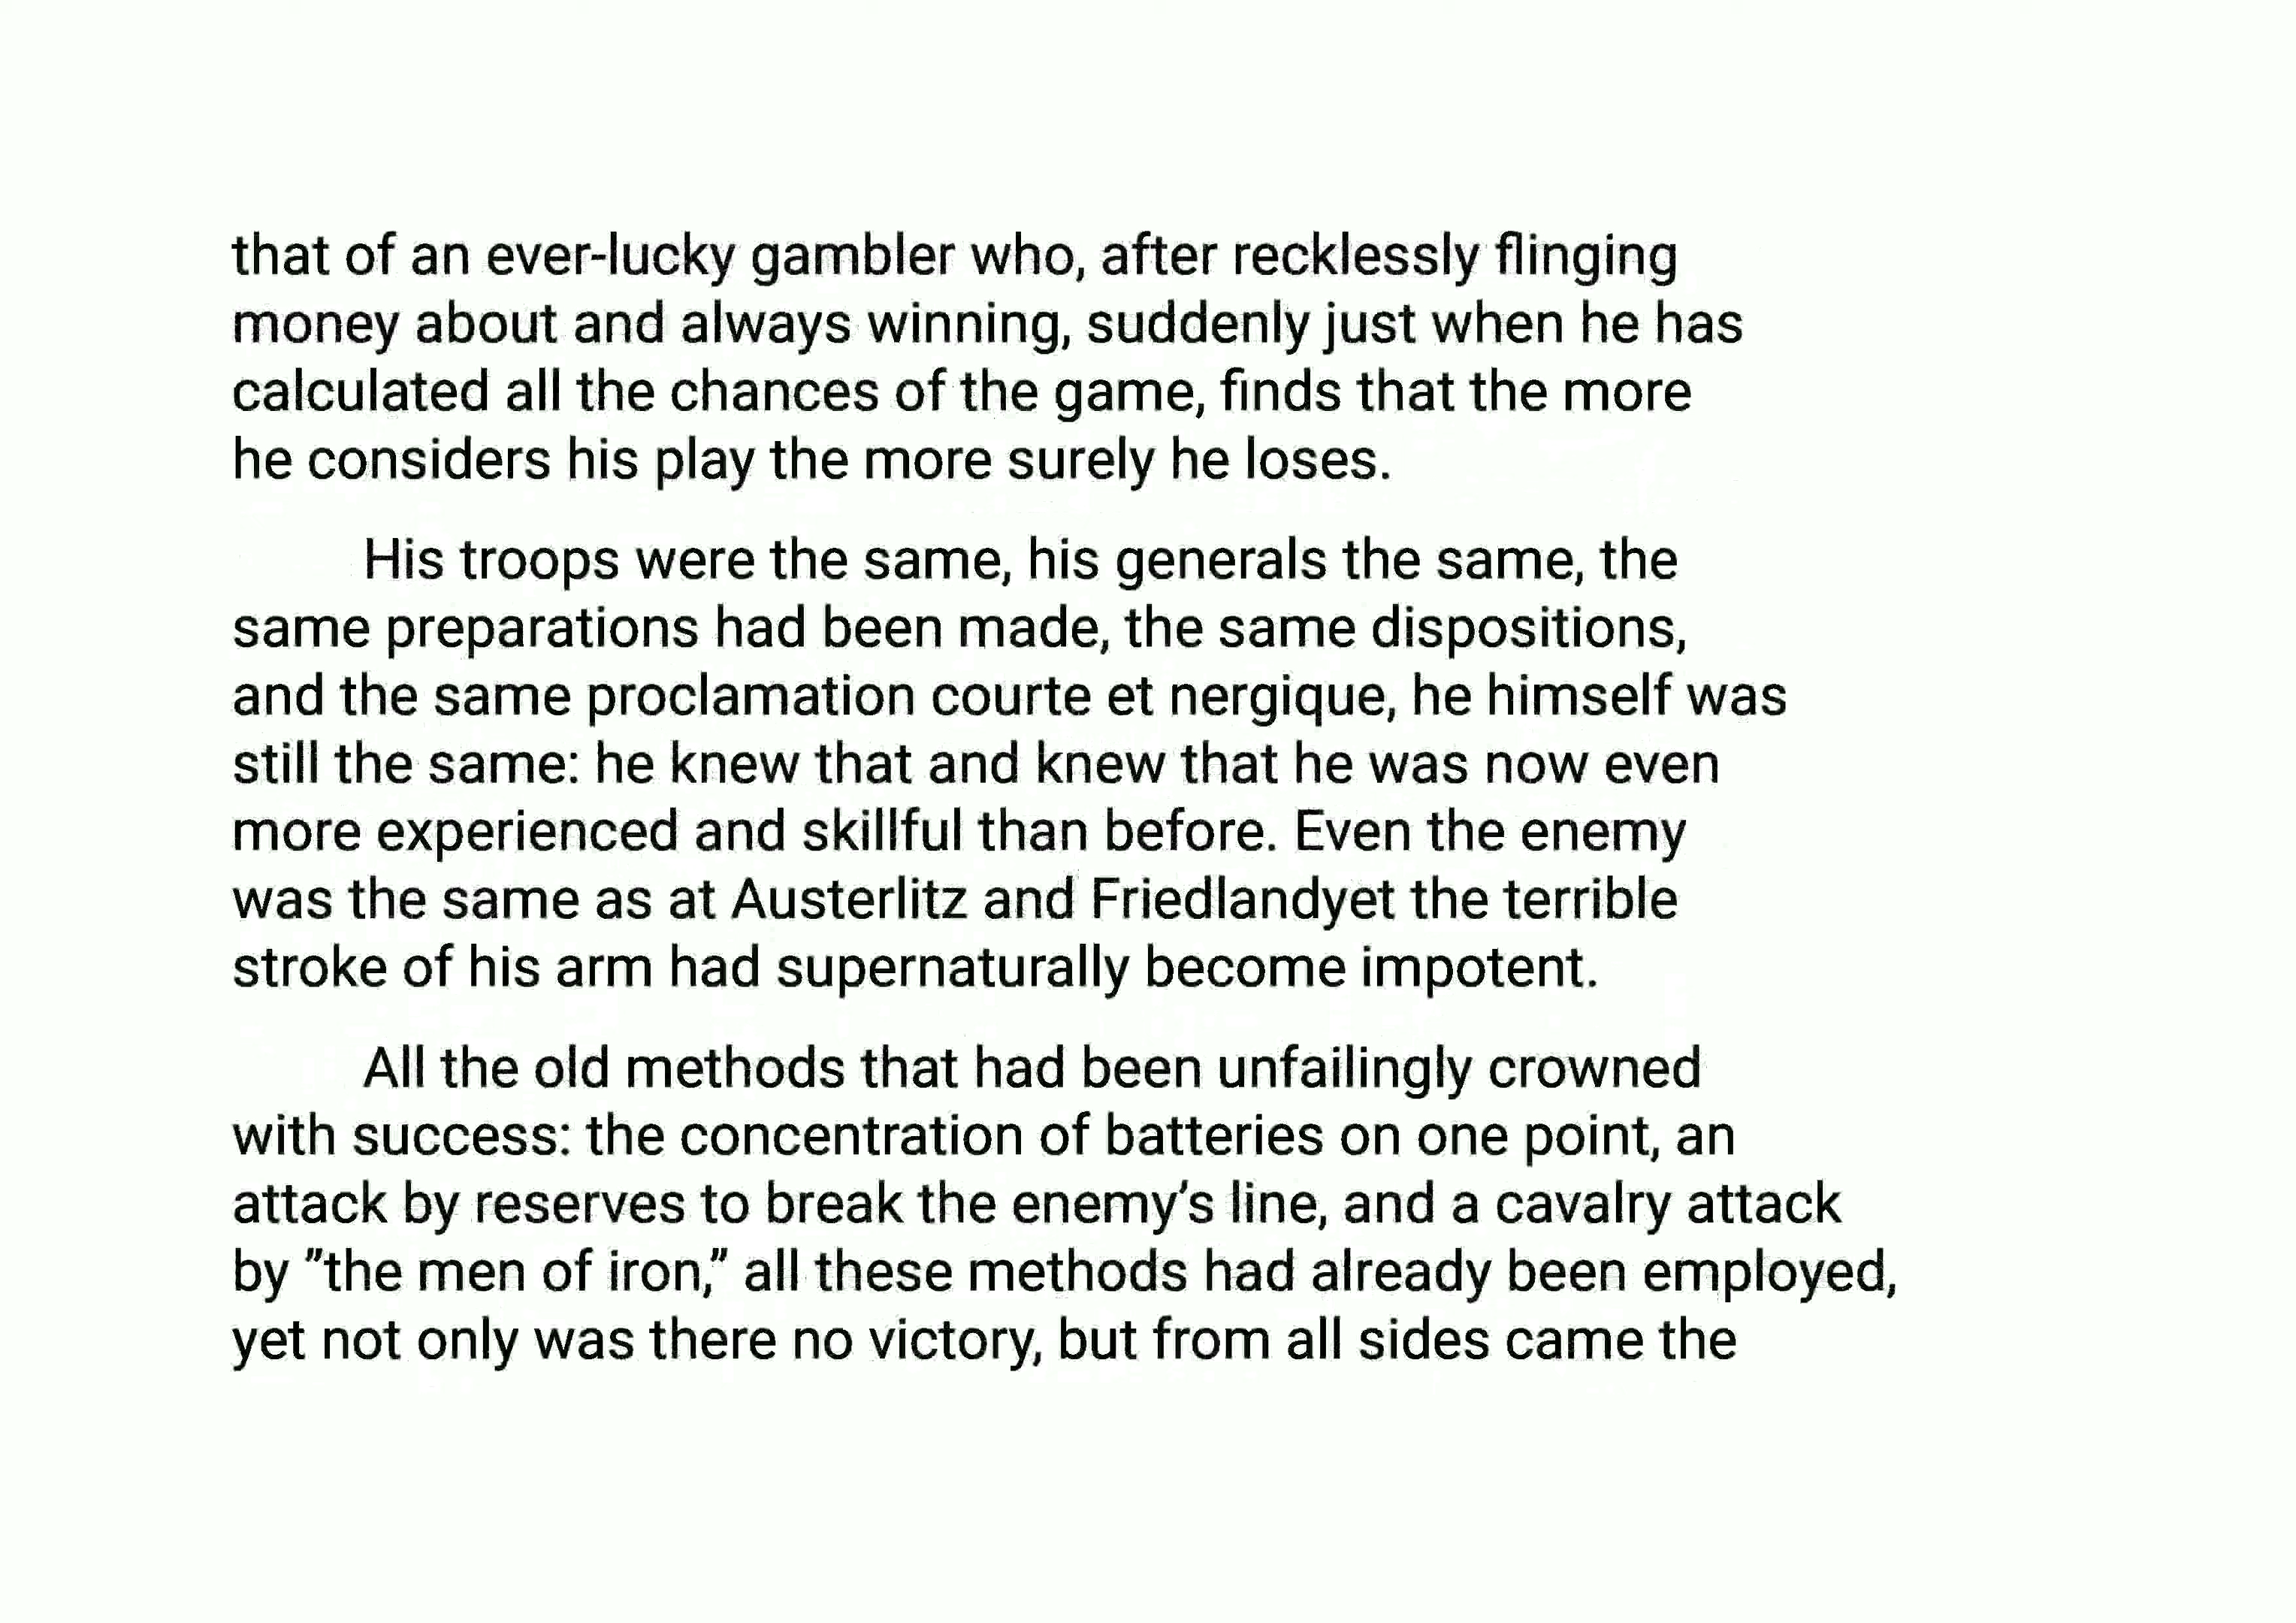 that of an ever-lucky gambler who, after recklessly flinging
money about and always winning, suddenly just when he has
calculated all the chances of the game, finds that the more
he considers his play the more surely he loses.
His troops were the same, his generals the same, the
same preparations had been made, the same dispositions,
and the same proclamation courte et nergique, he himself was
still the same: he knew that and knew that he was now even
more experienced and skillful than before. Even the enemy
was the same as at Austerlitz and Friedlandyet the terrible
stroke of his arm had supernaturally become impotent.
All the old methods that had been unfailingly crowned
with success: the concentration of batteries on one point, an
attack by reserves to break the enemy's line, and a cavalry attack
by "the men of iron," all these methods had already been employed,
yet not only was there no victory, but from all sides came the